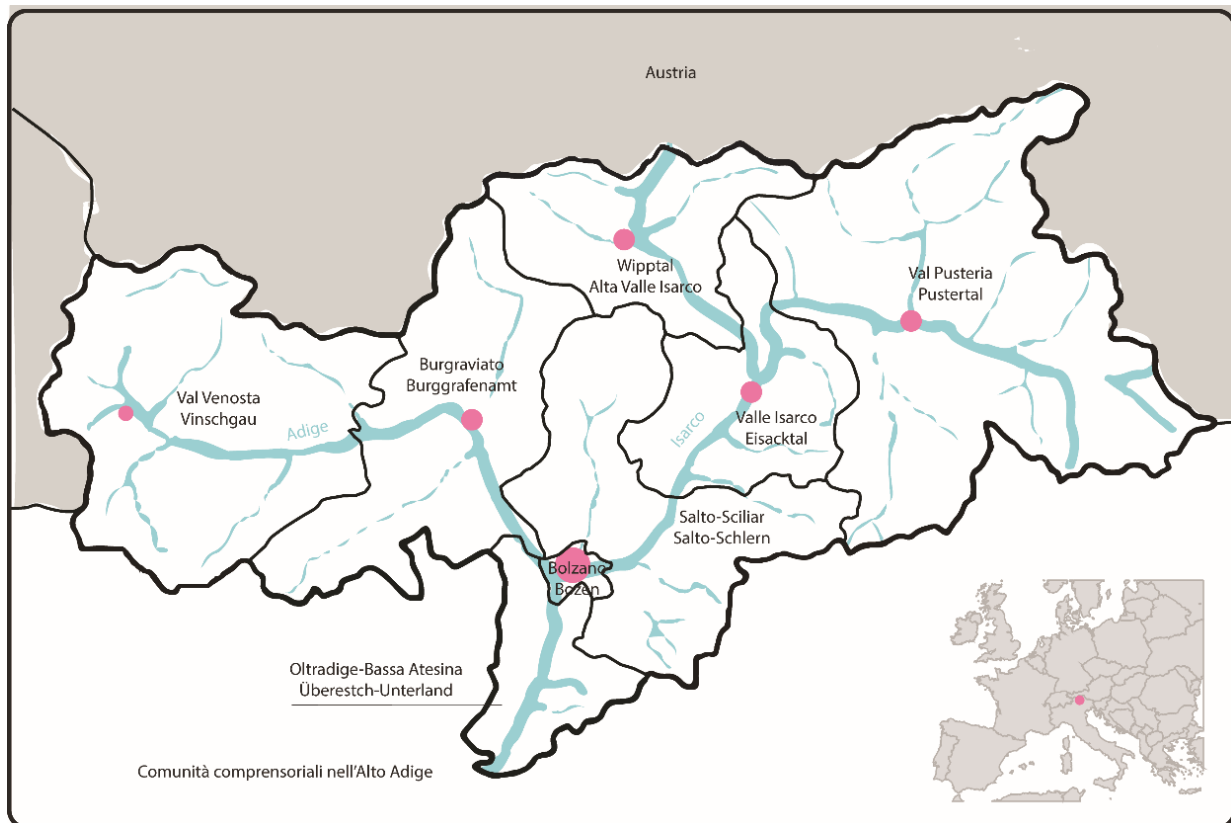 Austria
Wipptal
Alta Valle Isarco
Val Pusteria
Pustertal
Burgraviato
Burggrafenamt
Val Venosta
Vinschgau
Adige
Isarco
Valle Isarco
Eisacktal
Salto-Sciliar
Salto-Schlern
Bolzano
Bozen
Oltradige-Bassa Atesina
Überestch-Unterland
Comunità comprensoriali nell'Alto Adige